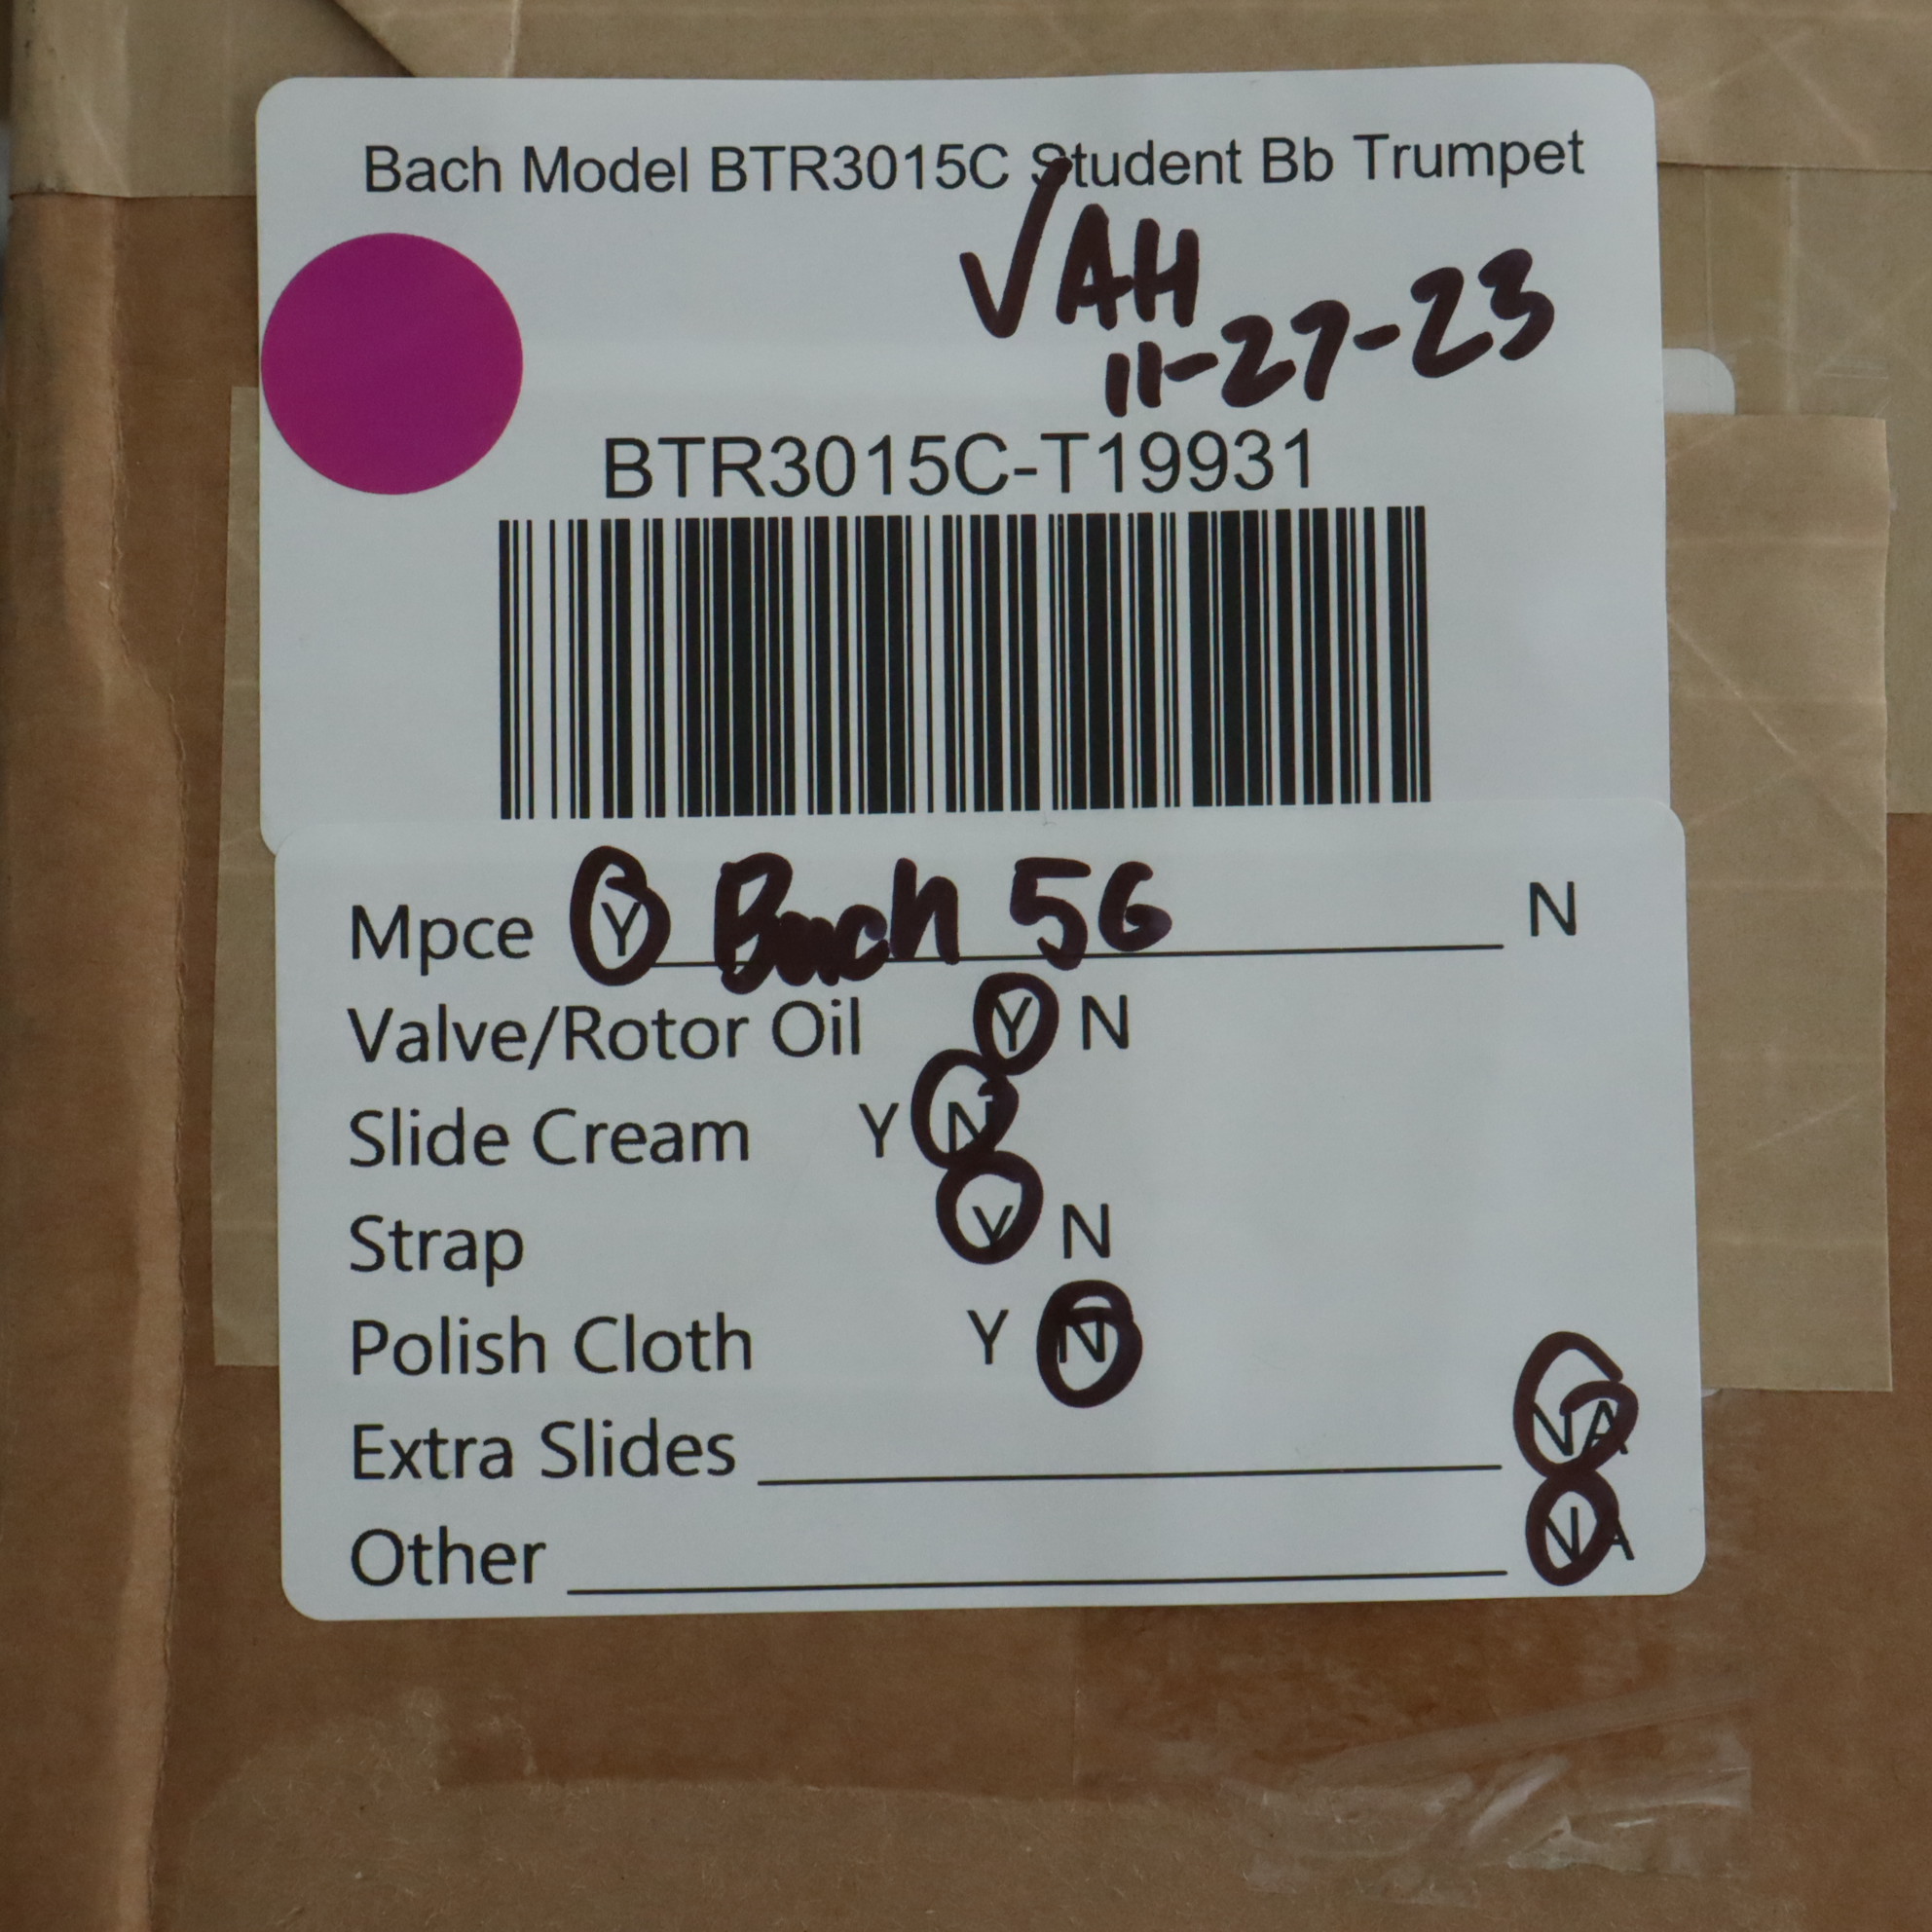 Bach Model BTR3015C Student Bb Trumpet
√AH
11-27-23
BTR3015C-T19931
Mpce Y Bach 5G N
Valve/Rotor Oil Y N
Slide Cream Y N
Strap Y N
Polish Cloth Y N
Extra Slides NA
Other NA